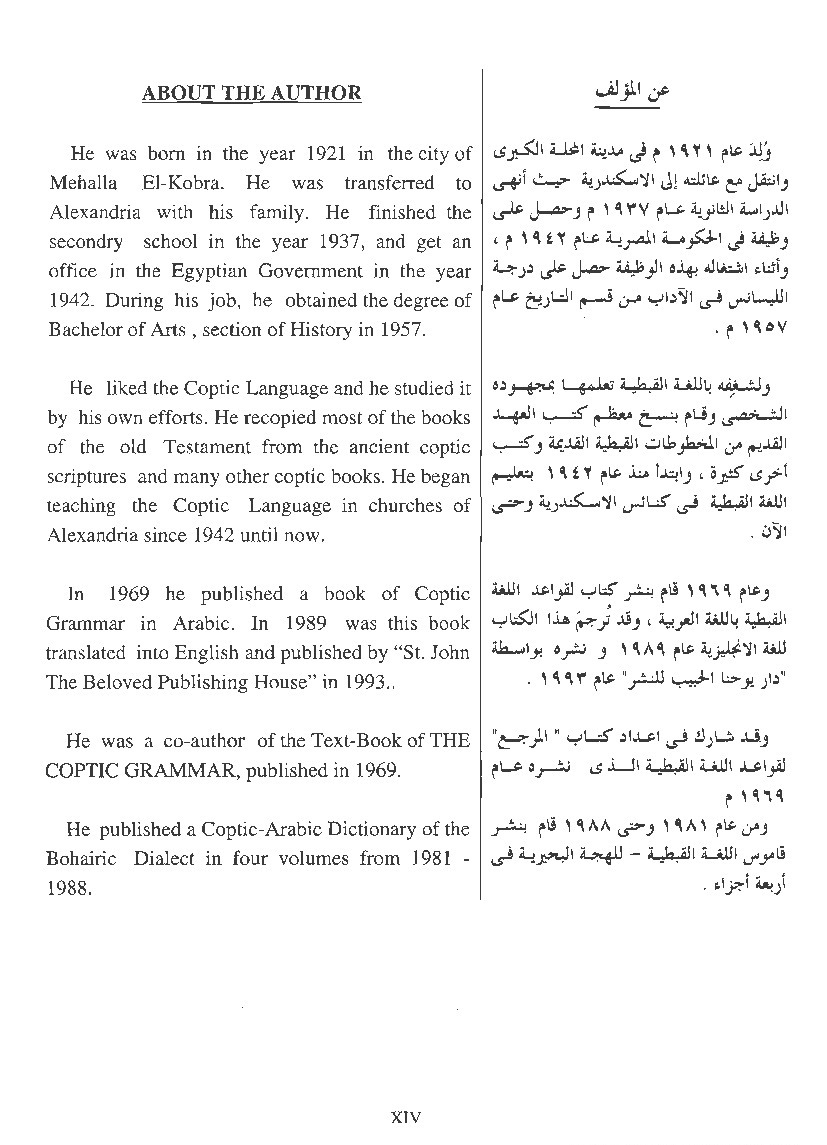 ABOUT THE AUTHOR
He was born in the year 1921 in the city of
Mehalla El-Kobra. He was transferred to
Alexandria with his family. He finished the
secondry school in the year 1937, and get an
office in the Egyptian Government in the year
1942. During his job, he obtained the degree of
Bachelor of Arts , section of History in 1957.
He liked the Coptic Language and he studied it
by his own efforts. He recopied most of the books
of the old Testament from the ancient coptic
scriptures and many other coptic books. He began
teaching the Coptic Language in churches of
Alexandria since 1942 until now.
In 1969 he published a book of Coptic
Grammar in Arabic. In 1989 was this book
translated into English and published by “St. John
The Beloved Publishing House” in 1993..
He was a co-author of the Text-Book of THE
COPTIC GRAMMAR, published in 1969.
He published a Coptic-Arabic Dictionary of the
Bohairic Dialect in four volumes from 1981 -
1988.
عن المؤلف
وُلِدَ عام ١٩٢١ م فى مدينة المحلة الكبرى
وانتقل مع عائلته إلى الاسكندرية حيث أنهى
الدراسة الثانوية عام ١٩٣٧ م وحصل على
وظيفة فى الحكومة المصرية عام ١٩٤٢ م ،
وأثناء اشتغاله بهذه الوظيفة حصل على درجة
الليسانس فى الآداب من قسم التاريخ عام
١٩٥٧ م .
ولشغفِه باللغة القبطية تعلمها بمجهوده
الشخصى وقام بنسخ معظم كتب العهد
القديم من المخطوطات القبطية القديمة وكتب
أخرى كثيرة ، وابتدأ منذ عام ١٩٤٢ بتعليم
اللغة القبطية فى كنائس الاسكندرية وحتى
الآن .
وعام ١٩٦٩ قام بنشر كتاب لقواعد اللغة
القبطية باللغة العربية ، وقد تُرجمَ هذا الكتاب
للغة الانجليزية عام ١٩٨٩ و نشره بواسطة
"دار يوحنا الحبيب للنشر" عام ١٩٩٣ .
وقد شارك فى اعداد كتاب " المرجع"
لقواعد اللغة القبطية الذى نشره عام
١٩٦٩ م
ومن عام ١٩٨١ وحتى ١٩٨٨ قام بنشر
قاموس اللغة القبطية – للهجة البحيرية فى
أربعة أجزاء .
XIV